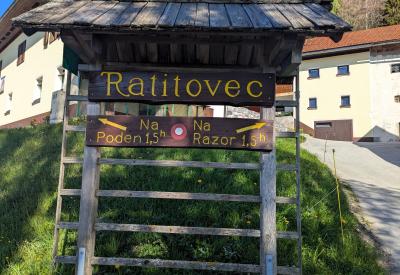 Ratitovec
Na
Poden 1,5h
Na
Razor 1,5h